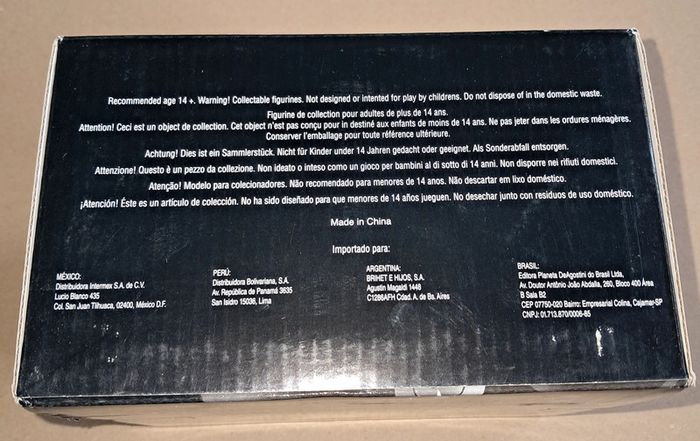 Recommended age 14 +. Warning! Collectable figurines. Not designed or intented for play by childrens. Do not dispose of in the domestic waste.
Figurine de collection pour adultes de plus de 14 ans.
Attention! Ceci est un object de collection. Cet object n'est pas conçu pour in destiné aux enfants de moins de 14 ans. Ne pas jeter dans les ordures ménagères.
Conserver l'emballage pour toute référence ultérieure.
Achtung! Dies ist ein Sammlerstück. Nicht für Kinder under 14 Jahren gedacht oder geeignet. Als Sonderabfall entsorgen.
Attenzione! Questo è un pezzo da collezione. Non ideato o inteso como un gioco per bambini al di sotto di 14 anni. Non disporre nei rifiuti domestici.
Atenção! Modelo para colecionadores. Não recomendado para menores de 14 anos. Não descartar em lixo doméstico.
¡Atención! Éste es un artículo de colección. No ha sido diseñado para que menores de 14 años jueguen. No desechar junto con residuos de uso doméstico.
Made in China
Importado para:
MÉXICO:
Distribuidora Intermex S.A. de C.V.
Lucio Blanco 435
Col. San Juan Tlihuaca, 02400, México D.F.
PERÚ:
Distribuidora Bolivariana, S.A.
Av. República de Panamá 3635
San Isidro 15036, Lima
ARGENTINA:
BRIHET E HIJOS, S.A.
Agustin Magaldi 1448
C1286AFH Cdad. A. de Bs. Aires
BRASIL:
Editora Planeta DeAgostini do Brasil Ltda,
Av. Doutor Antônio João Abdalla, 260, Bloco 400 Área
B Sala B2
CEP 07750-020 Bairro: Empresarial Colina, Cajamar-SP
CNPJ: 01.713.870/0006-85